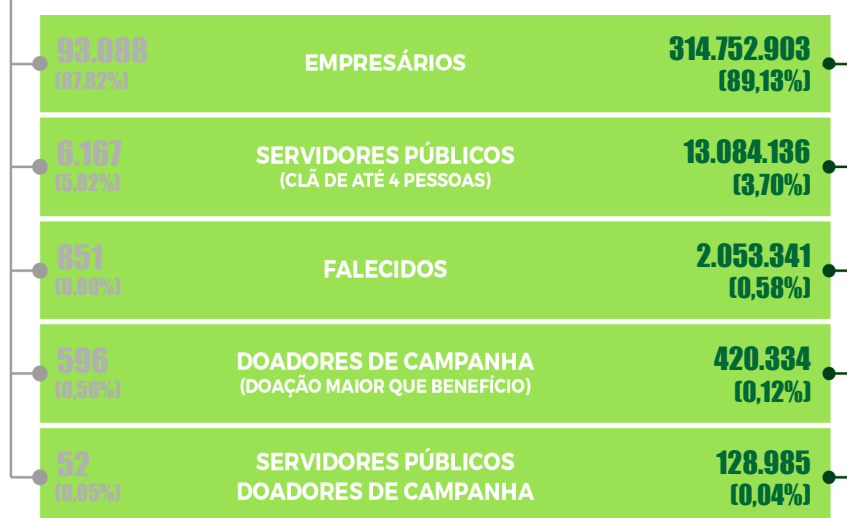 93.088
(87,82%)
EMPRESÁRIOS
314.752.903
(89,13%)
6.167
(5,82%)
SERVIDORES PÚBLICOS
(CLÃ DE ATÉ 4 PESSOAS)
13.084.136
(3,70%)
851
(0,80%)
FALECIDOS
2.053.341
(0,58%)
596
(0,56%)
DOADORES DE CAMPANHA
(DOAÇÃO MAIOR QUE BENEFÍCIO)
420.334
(0,12%)
52
(0,05%)
SERVIDORES PÚBLICOS
DOADORES DE CAMPANHA
128.985
(0,04%)